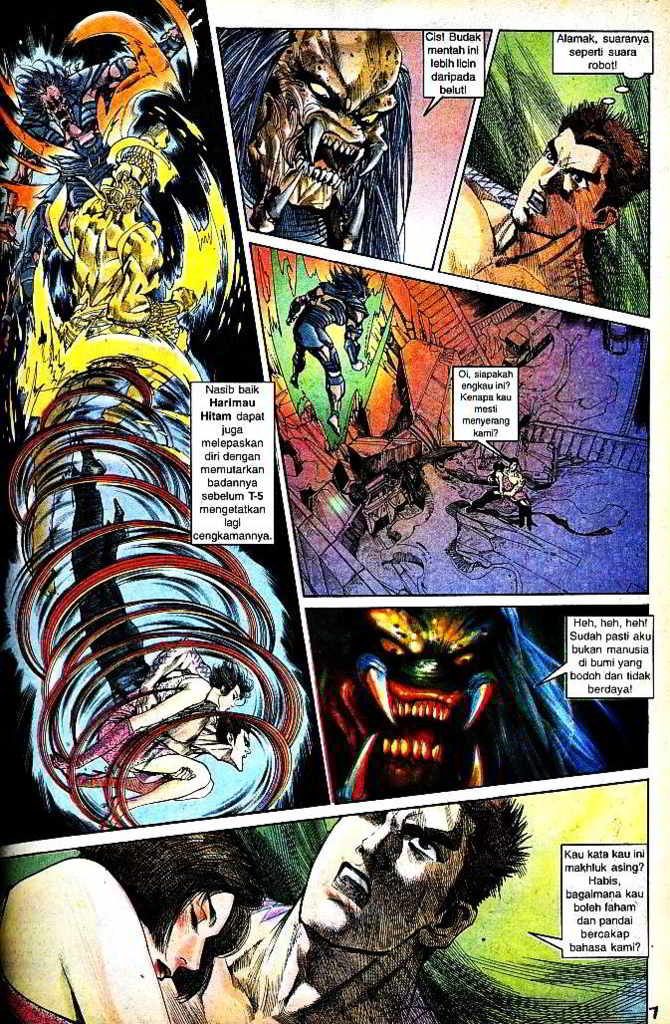 Nasib baik
Harimau
Hitam dapat
juga
melepaskan
diri dengan
memutarkan
badannya
sebelum T-5
mengetatkan
lagi
cengkamannya.
Cis! Budak
mentah ini
lebih licin
daripada
belut!
Alamak, suaranya
seperti suara
robot!
Oi, siapakah
engkau ini?
Kenapa kau
mesti
menyerang
kami?
Heh, heh, heh!
Sudah pasti aku
bukan manusia
di bumi yang
bodoh dan tidak
berdaya!
Kau kata kau ini
makhluk asing?
Habis,
bagaimana kau
boleh faham
dan pandai
bercakap
bahasa kami?
7